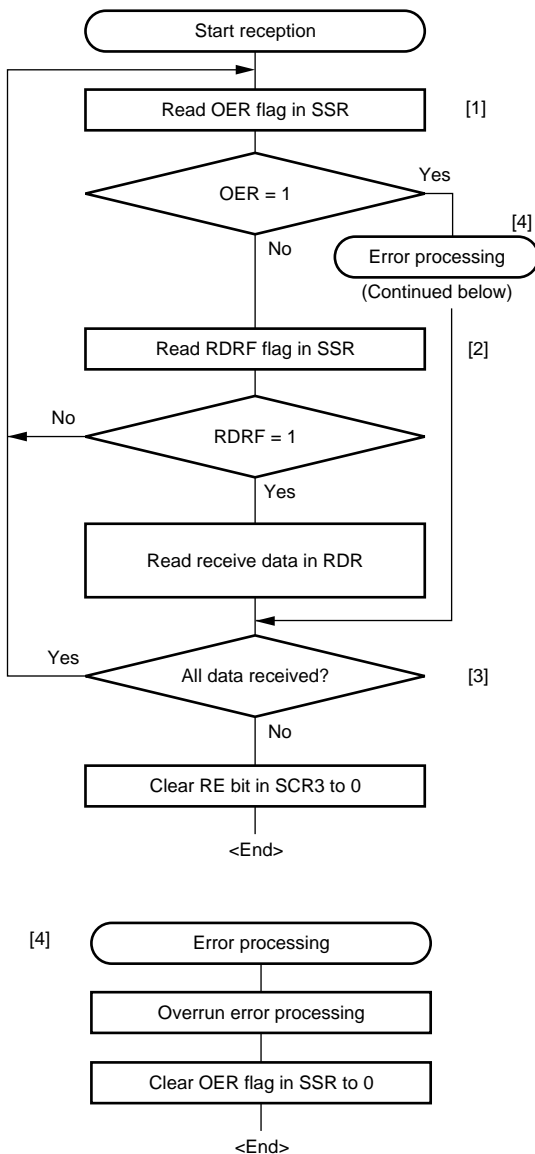 Start reception
Read OER flag in SSR
[1]
OER = 1
Yes
No
[4]
Error processing
(Continued below)
Read RDRF flag in SSR
[2]
No
RDRF = 1
Yes
Read receive data in RDR
Yes
All data received?
[3]
No
Clear RE bit in SCR3 to 0
<End>
[4]
Error processing
Overrun error processing
Clear OER flag in SSR to 0
<End>